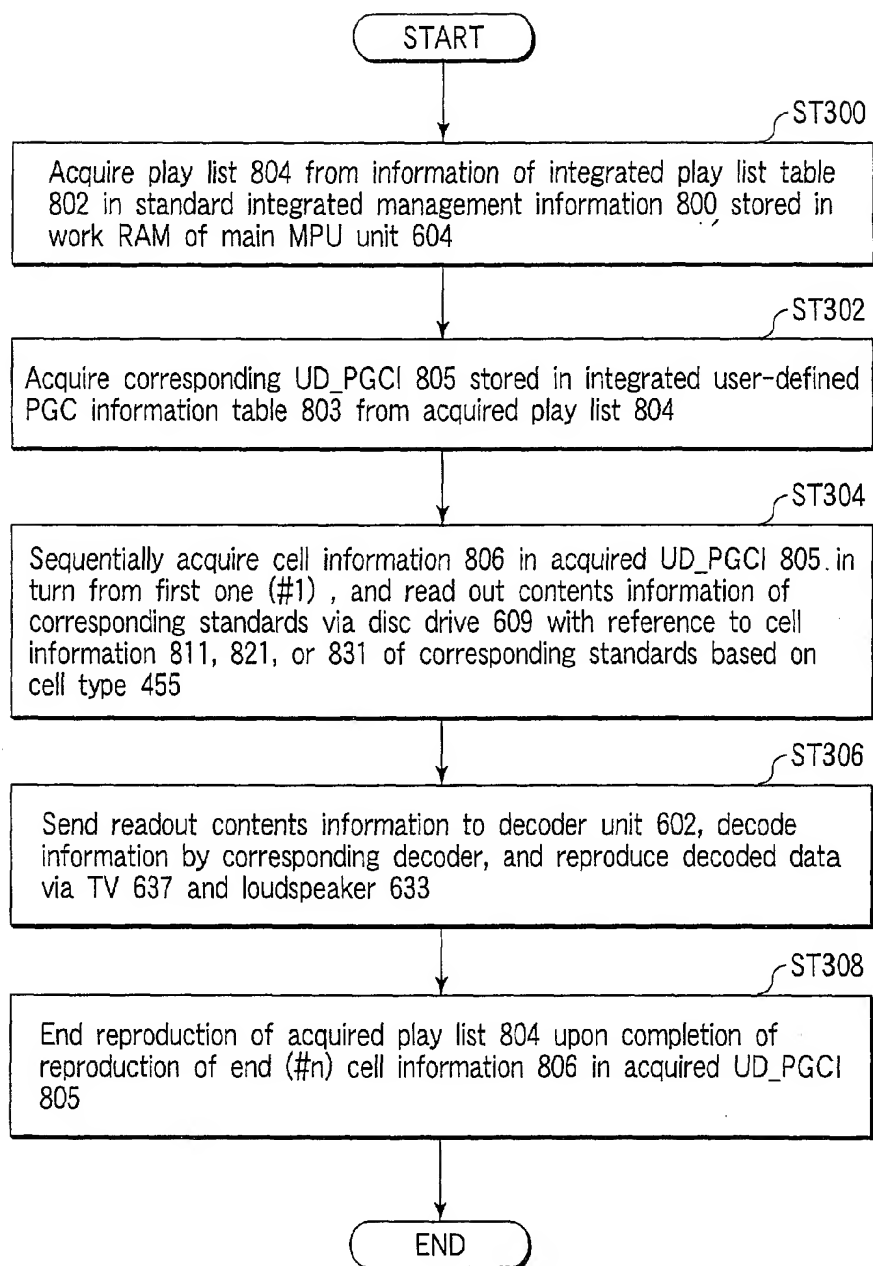 START
ST300
Acquire play list 804 from information of integrated play list table
802 in standard integrated management information 800 stored in
work RAM of main MPU unit 604
ST302
Acquire corresponding UD_PGCI 805 stored in integrated user-defined
PGC information table 803 from acquired play list 804
ST304
Sequentially acquire cell information 806 in acquired UD_PGCI 805. in
turn from first one (#1) , and read out contents information of
corresponding standards via disc drive 609 with reference to cell
information 811, 821, or 831 of corresponding standards based on
cell type 455
ST306
Send readout contents information to decoder unit 602, decode
information by corresponding decoder, and reproduce decoded data
via TV 637 and loudspeaker 633
ST308
End reproduction of acquired play list 804 upon completion of
reproduction of end (#n) cell information 806 in acquired UD_PGCI
805
END